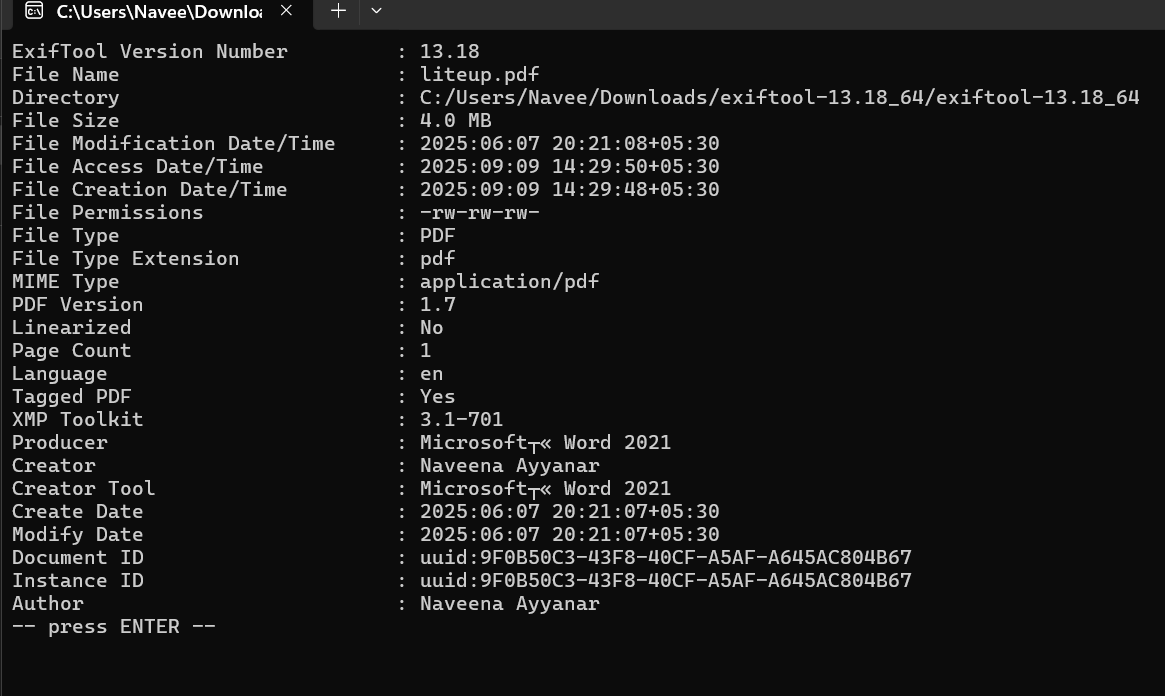 C:\Users\Navee\Downloa
ExifTool Version Number : 13.18
File Name : liteup.pdf
Directory : C:/Users/Navee/Downloads/exiftool-13.18_64/exiftool-13.18_64
File Size : 4.0 MB
File Modification Date/Time : 2025:06:07 20:21:08+05:30
File Access Date/Time : 2025:09:09 14:29:50+05:30
File Creation Date/Time : 2025:09:09 14:29:48+05:30
File Permissions : -rw-rw-rw-
File Type : PDF
File Type Extension : pdf
MIME Type : application/pdf
PDF Version : 1.7
Linearized : No
Page Count : 1
Language : en
Tagged PDF : Yes
XMP Toolkit : 3.1-701
Producer : Microsoft┬« Word 2021
Creator : Naveena Ayyanar
Creator Tool : Microsoft┬« Word 2021
Create Date : 2025:06:07 20:21:07+05:30
Modify Date : 2025:06:07 20:21:07+05:30
Document ID : uuid:9F0B50C3-43F8-40CF-A5AF-A645AC804B67
Instance ID : uuid:9F0B50C3-43F8-40CF-A5AF-A645AC804B67
Author : Naveena Ayyanar
-- press ENTER --